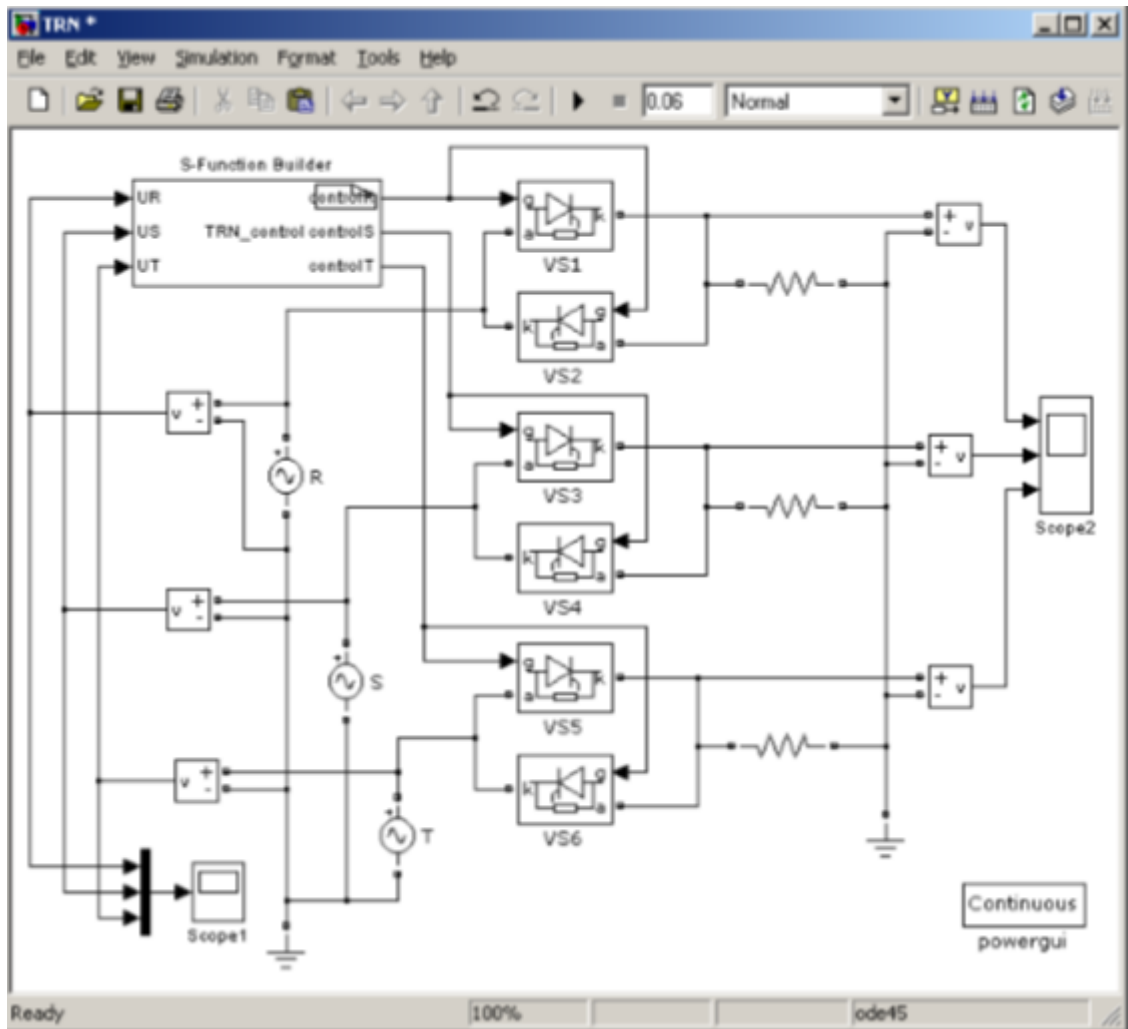 TRN *
File Edit View Simulation Format Tools Help
0.06 Normal
S-Function Builder
UR controlR
US TRN_control controlS
UT controlT
g k
a
VS1
+ v
-
k g
a
VS2
v +
-
+
R
g k
a
VS3
+ v
-
Scope2
k g
a
VS4
v +
-
+
S
g k
a
VS5
+ v
-
k g
a
VS6
v +
-
+
T
Scope1
Continuous
powergui
Ready 100% ode45